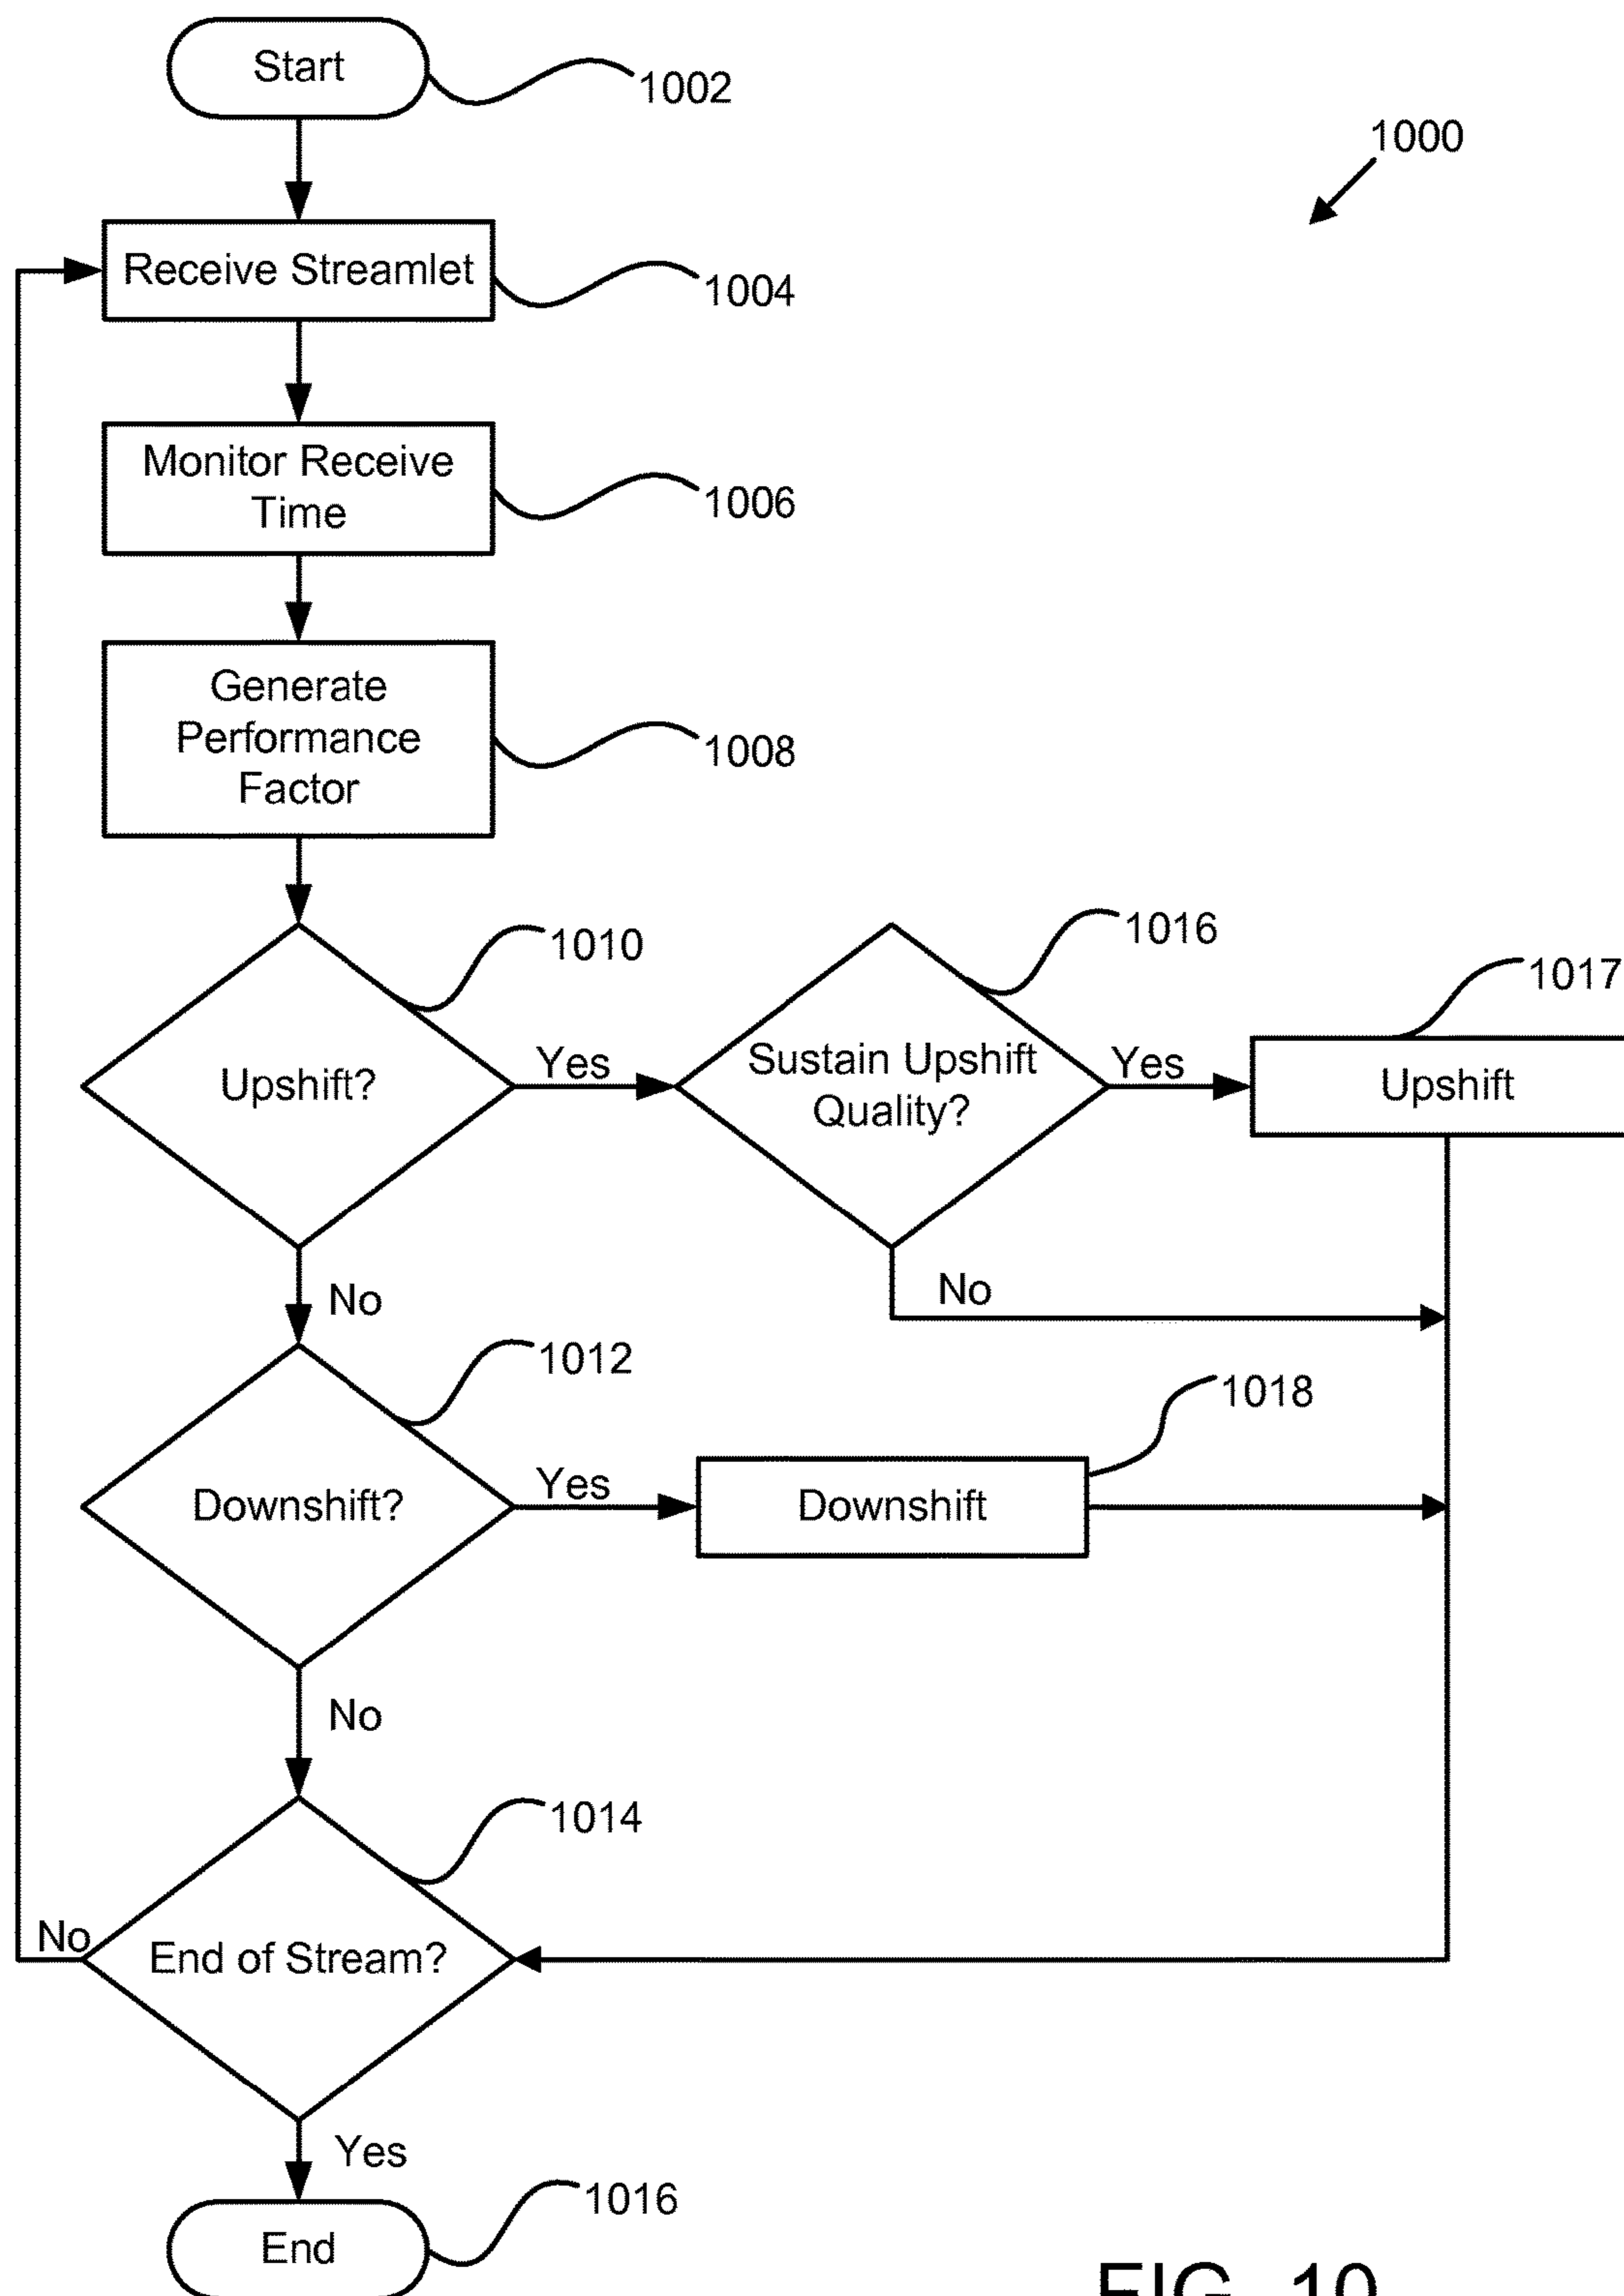 Start
1002
1000
Receive Streamlet
1004
Monitor Receive
Time
1006
Generate
Performance
Factor
1008
1010
1016
1017
Upshift?
Yes
Sustain Upshift
Quality?
Yes
Upshift
No
No
1012
1018
Downshift?
Yes
Downshift
No
1014
No
End of Stream?
Yes
1016
End
FIG. 10